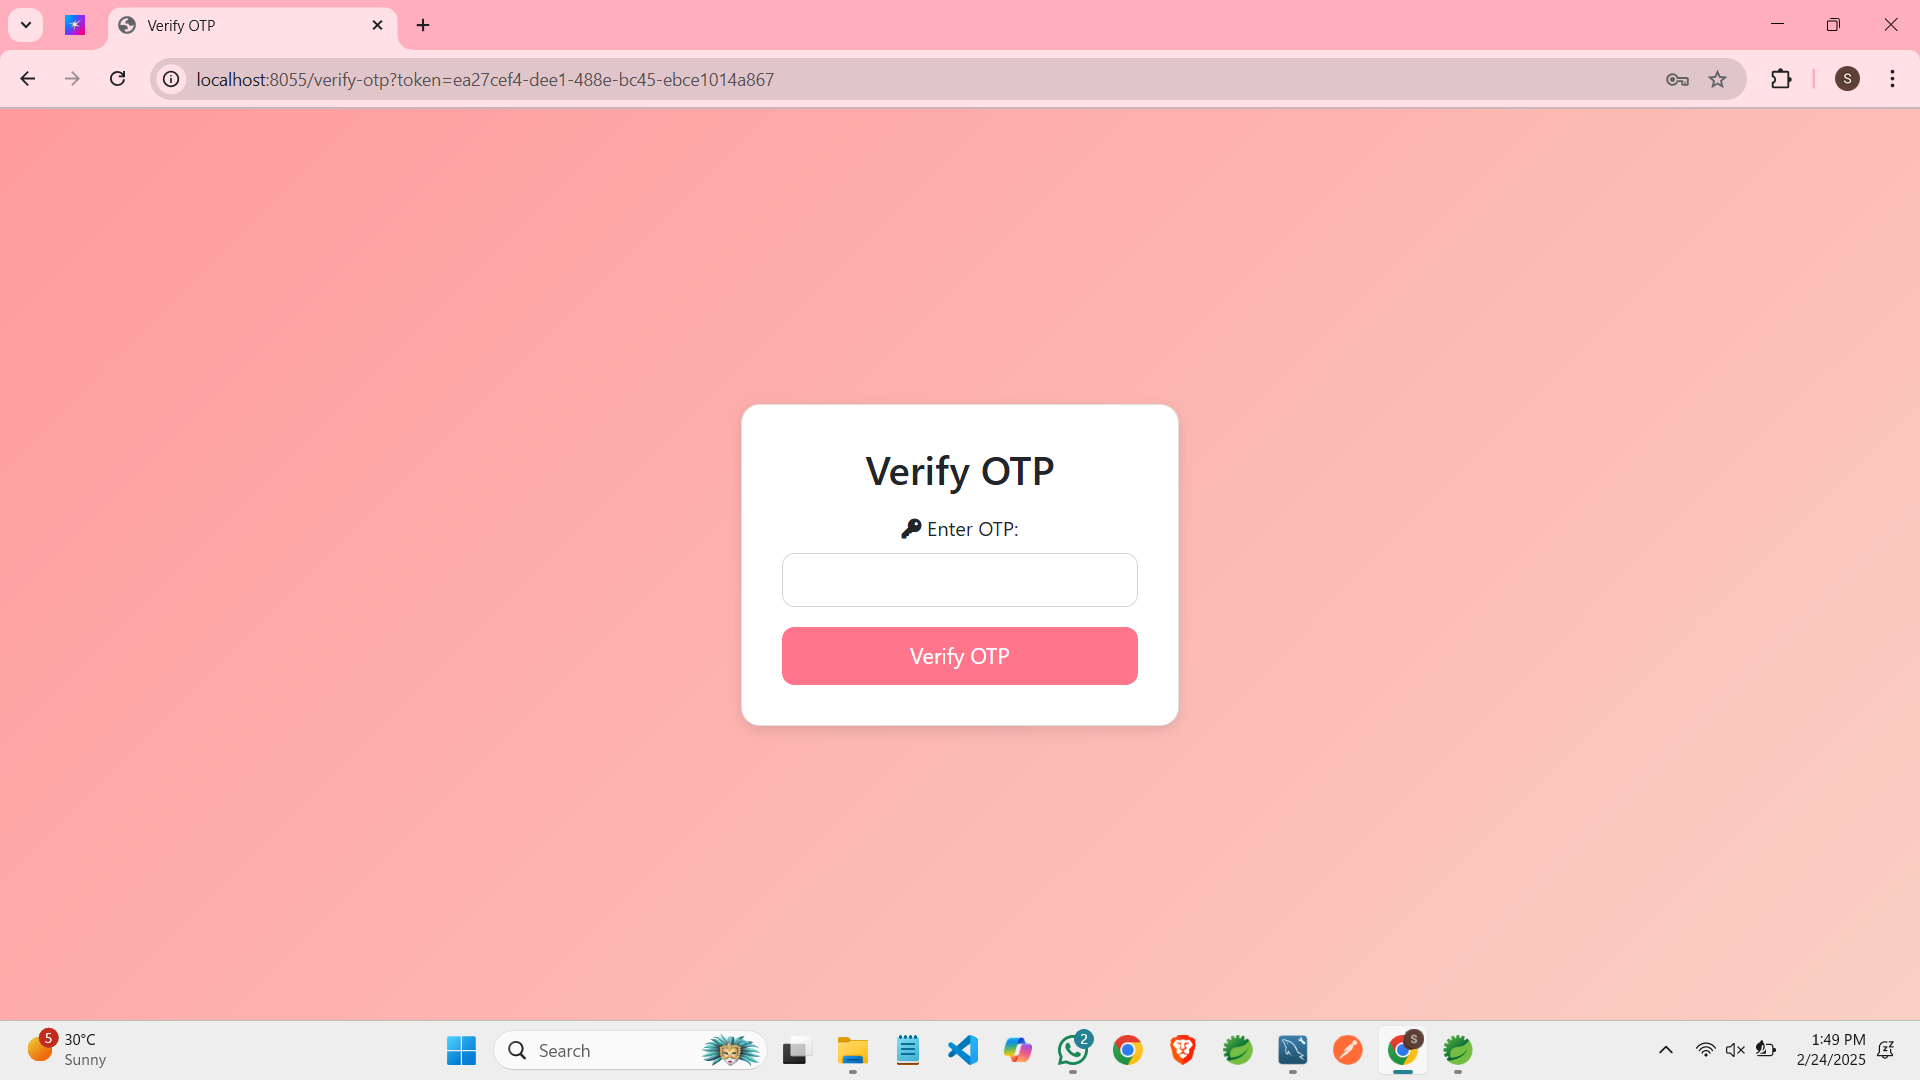 Verify OTP
localhost:8055/verify-otp?token=ea27cef4-dee1-488e-bc45-ebce1014a867
S
Verify OTP
Enter OTP:
Verify OTP
5
30°C
Sunny
Search
2
S
1:49 PM
2/24/2025